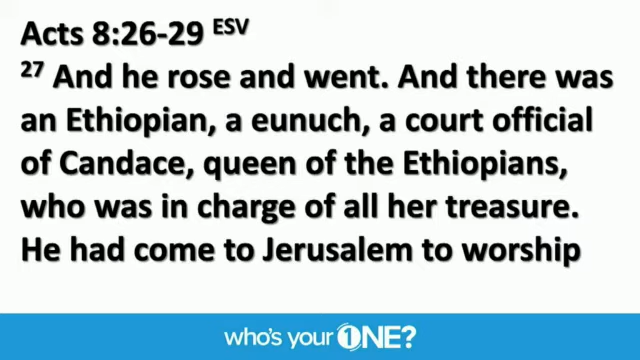 Acts 8:26-29 ESV
27 And he rose and went. And there was
an Ethiopian, a eunuch, a court official
of Candace, queen of the Ethiopians,
who was in charge of all her treasure.
He had come to Jerusalem to worship
who's your 1NE?